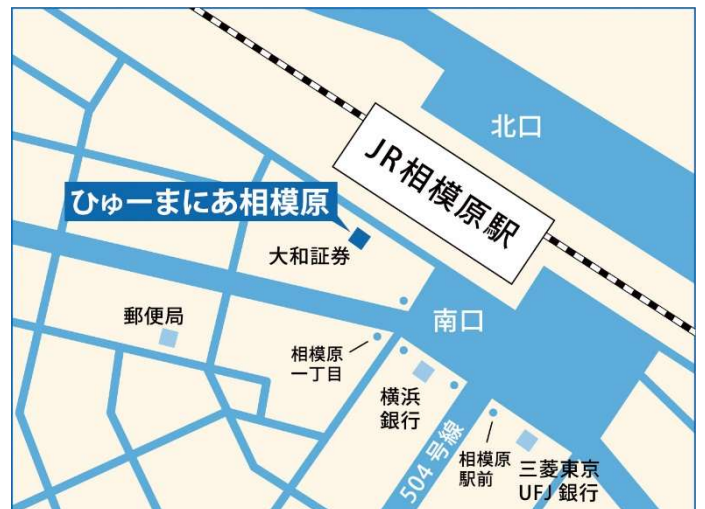 北口
JR相模原駅
ひゅーまにあ相模原
大和証券
南口
郵便局
相模原
一丁目
横浜
銀行
504号線
相模原
駅前
三菱東京
UFJ銀行